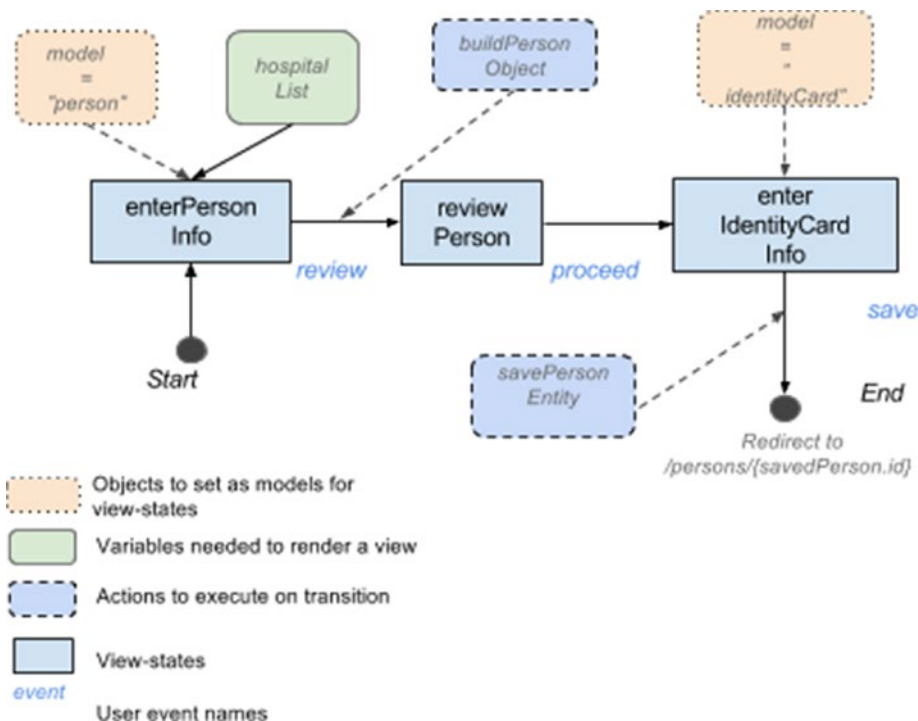 model
=
"person"
hospital
List
buildPerson
Object
model
=
"
identityCard"
enterPerson
Info
review
Person
enter
IdentityCard
Info
review
proceed
save
Start
savePerson
Entity
End
Redirect to
/persons/{savedPerson.id}
Objects to set as models for
view-states
Variables needed to render a view
Actions to execute on transition
View-states
event
User event names